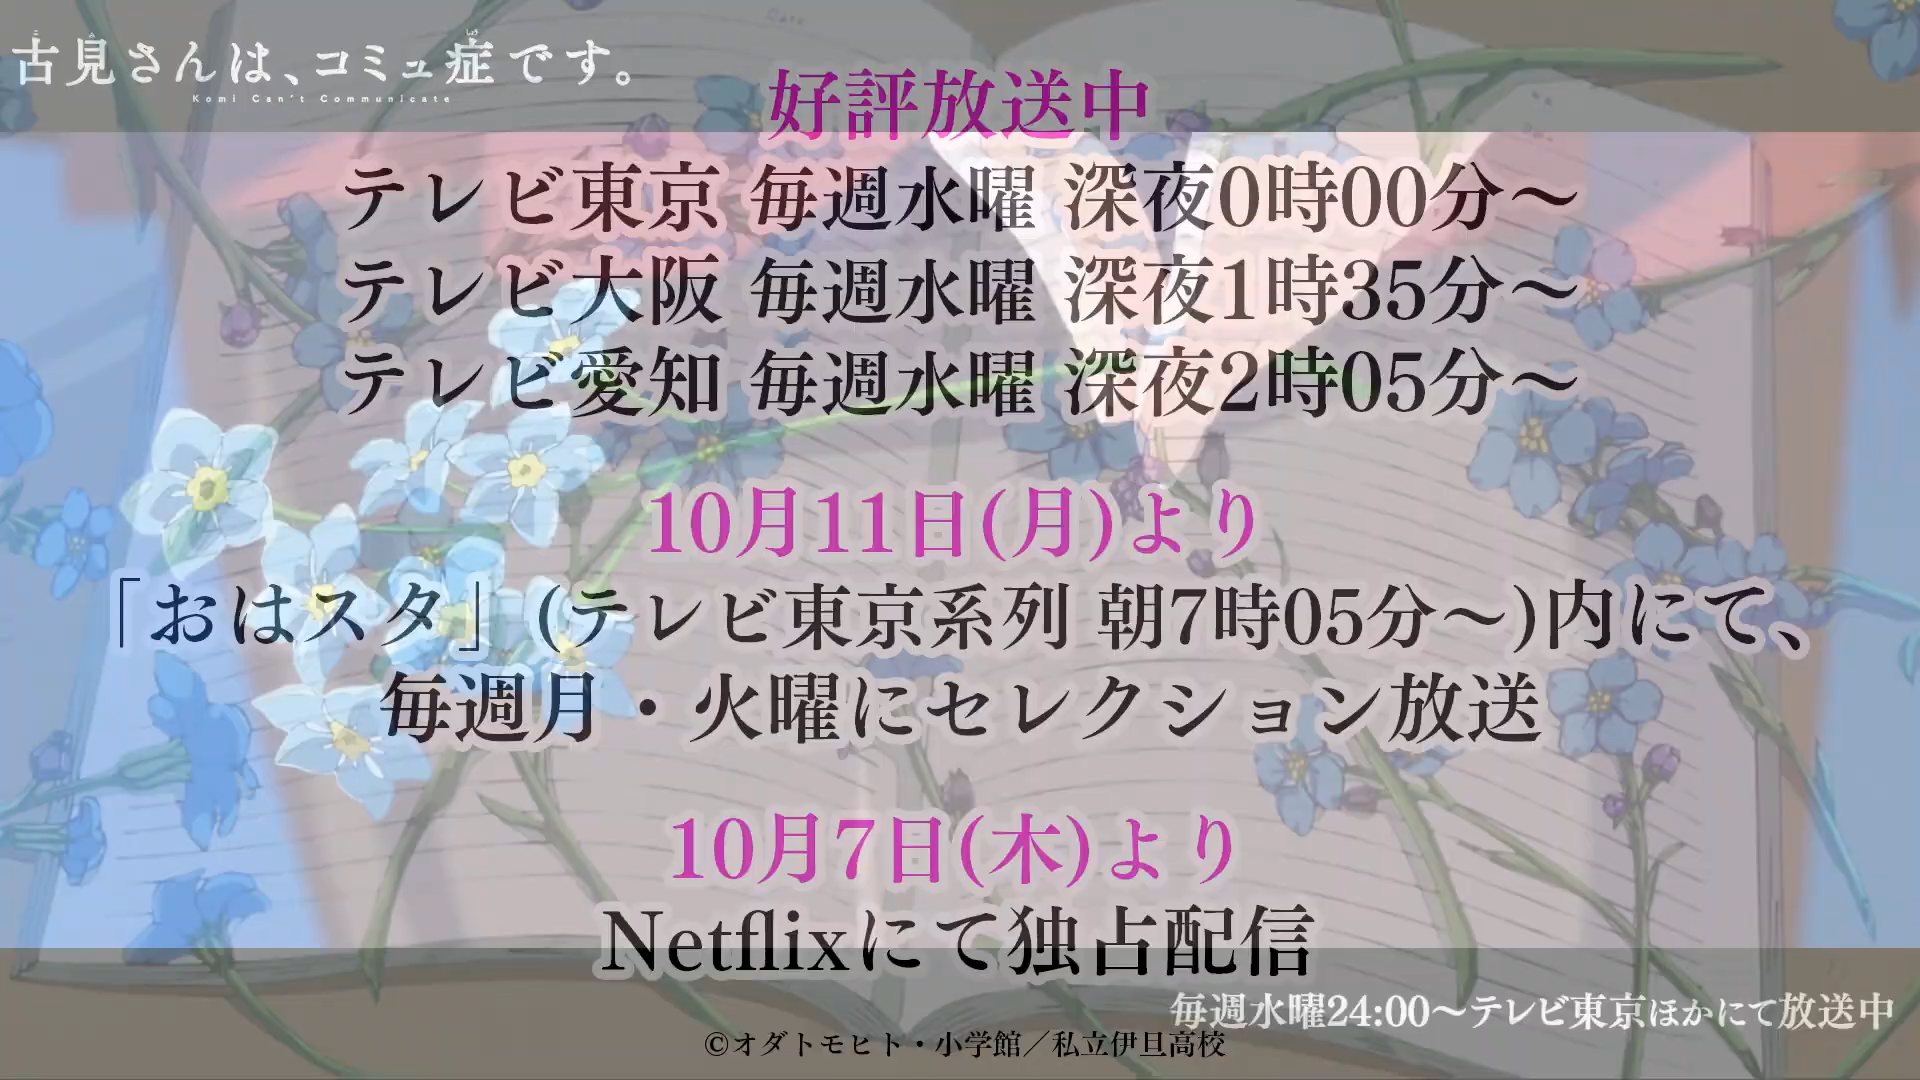 古見さんは、コミュ症です。
Komi Can't Communicate
好評放送中
テレビ東京 毎週水曜 深夜0時00分～
テレビ大阪 毎週水曜 深夜1時35分～
テレビ愛知 毎週水曜 深夜2時05分～
10月11日(月)より
「おはスタ」(テレビ東京系列 朝7時05分～)内にて、
毎週月・火曜にセレクション放送
10月7日(木)より
Netflixにて独占配信
毎週水曜24:00～テレビ東京ほかにて放送中
©オダトモヒト・小学館／私立伊旦高校